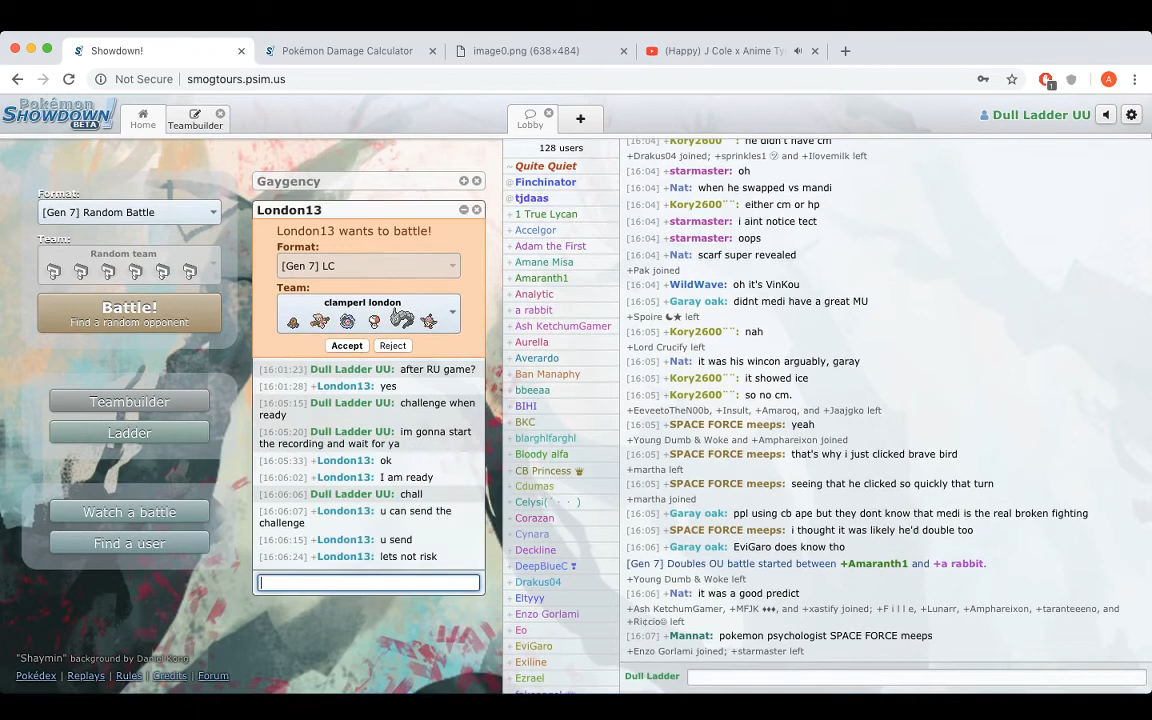 Showdown!
Pokémon Damage Calculator
image0.png (638×484)
(Happy) J Cole x Anime Ty
Not Secure
smogtours.psim.us
A
1
Pokémon
SHOWDOWN!
BETA
Home
Teambuilder
Lobby
Dull Ladder UU
Format:
[Gen 7] Random Battle
Team:
Random team
Battle!
Find a random opponent
Teambuilder
Ladder
Watch a battle
Find a user
"Shaymin" background by Daniel Kong
Pokédex | Replays | Rules | Credits | Forum
Gaygency
London13
London13 wants to battle!
Format:
[Gen 7] LC
Team:
clamperl london
Accept
Reject
[16:01:23] Dull Ladder UU: after RU game?
[16:01:28] +London13: yes
[16:05:15] Dull Ladder UU: challenge when
ready
[16:05:20] Dull Ladder UU: im gonna start
the recording and wait for ya
[16:05:33] +London13: ok
[16:06:02] +London13: I am ready
[16:06:06] Dull Ladder UU: chall
[16:06:07] +London13: u can send the
challenge
[16:06:15] +London13: u send
[16:06:24] +London13: lets not risk
128 users
~ Quite Quiet
@ Finchinator
@ tjdaas
+ 1 True Lycan
+ Accelgor
+ Adam the First
+ Amane Misa
+ Amaranth1
+ Analytic
+ a rabbit
+ Ash KetchumGamer
+ Aurella
+ Averardo
+ Ban Manaphy
+ bbeeaa
+ BIHI
+ BKC
+ blarghlfarghl
+ Bloody alfa
+ CB Princess ♛
+ Cdumas
+ Celysi(˙· · )
+ Corazan
+ Cynara
+ Deckline
+ DeepBlueC ❢
+ Drakus04
+ Eltyyy
+ Enzo Gorlami
+ Eo
+ EviGaro
+ Exiline
+ Ezrael
[16:04] +Kory2600¨¨: he didn't have cm
+Drakus04 joined; +sprinkles1 ㋡ and +Ilovemilk left
[16:04] +starmaster: oh
[16:04] +Nat: when he swapped vs mandi
[16:04] +Kory2600¨¨: either cm or hp
[16:04] +starmaster: i aint notice tect
[16:04] +starmaster: oops
[16:04] +Nat: scarf super revealed
+Pak joined
[16:04] +WildWave: oh it's VinKou
[16:05] +Garay oak: didnt medi have a great MU
+Spoire ☾★ left
[16:05] +Kory2600¨¨: nah
+Lord Crucify left
[16:05] +Nat: it was his wincon arguably, garay
[16:05] +Kory2600¨¨: it showed ice
[16:05] +Kory2600¨¨: so no cm.
+EeveetoTheN00b, +Insult, +Amaroq, and +Jaajgko left
[16:05] +SPACE FORCE meeps: yeah
+Young Dumb & Woke and +Amphareixon joined
[16:05] +SPACE FORCE meeps: that's why i just clicked brave bird
+martha left
[16:05] +SPACE FORCE meeps: seeing that he clicked so quickly that turn
+martha joined
[16:05] +Garay oak: ppl using cb ape but they dont know that medi is the real broken fighting
[16:05] +SPACE FORCE meeps: i thought it was likely he'd double too
[16:06] +Garay oak: EviGaro does know tho
[Gen 7] Doubles OU battle started between +Amaranth1 and +a rabbit.
+Young Dumb & Woke left
[16:06] +Nat: it was a good predict
+Ash KetchumGamer, +MFJK ♦♦♦, and +xastify joined; +F i l l e, +Lunarr, +Amphareixon, +taranteeeno, and
+Ri¢cio◎ left
[16:07] +Mannat: pokemon psychologist SPACE FORCE meeps
+Enzo Gorlami joined; +starmaster left
Dull Ladder